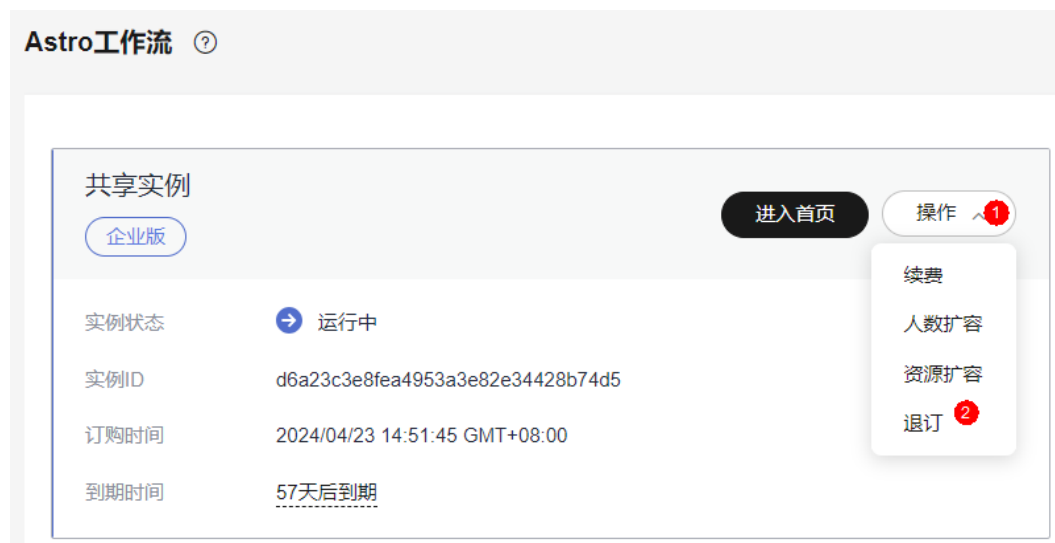 Astro工作流 ?
共享实例
企业版
进入首页
操作 1
续费
人数扩容
资源扩容
退订 2
实例状态 运行中
实例ID d6a23c3e8fea4953a3e82e34428b74d5
订购时间 2024/04/23 14:51:45 GMT+08:00
到期时间 57天后到期